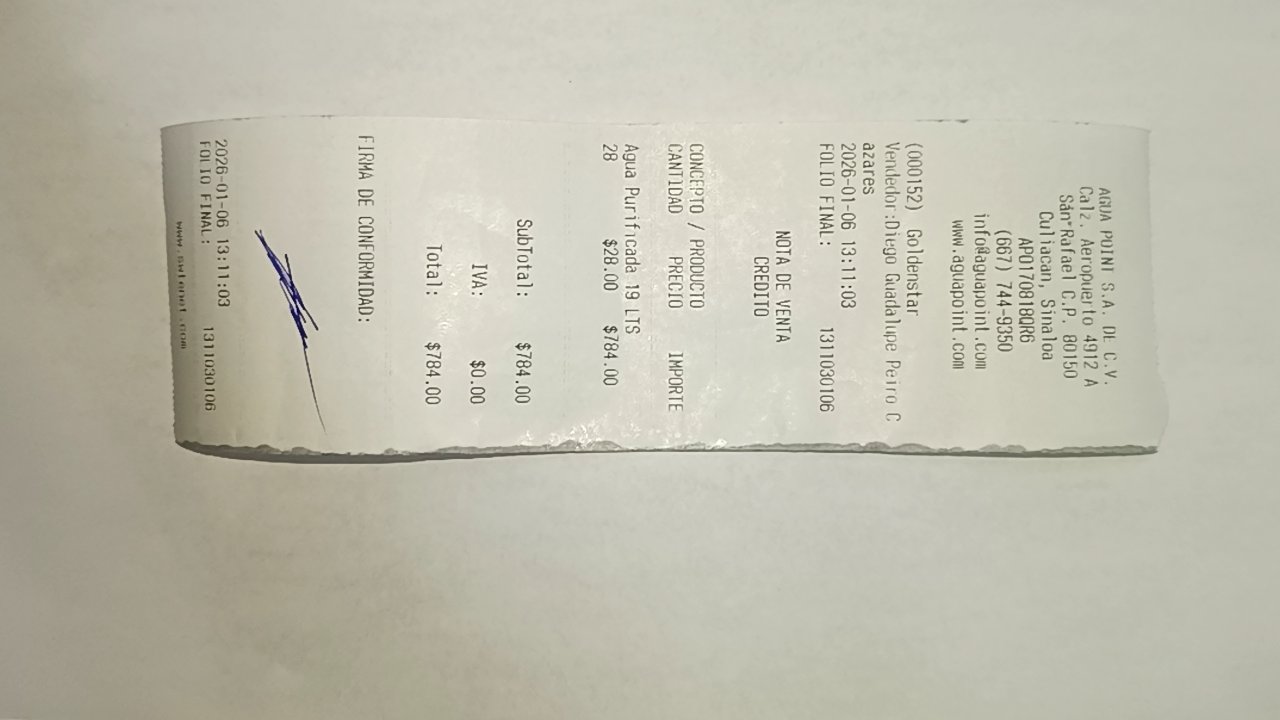 AGUA POINT S.A. DE C.V.
Calz. Aeropuerto 4912 A
San Rafael C.P. 80150
Culiacan, Sinaloa
APO170818QR6
(667) 744-9350
info@aguapoint.com
www.aguapoint.com
(000152) Goldenstar
Vendedor:Diego Guadalupe Peiro C
azares
2026-01-06 13:11:03
FOLIO FINAL: 1311030106
NOTA DE VENTA
CREDITO
CONCEPTO / PRODUCTO
CANTIDAD PRECIO IMPORTE
Agua Purificada 19 LTS
28 $28.00 $784.00
SubTotal: $784.00
IVA: $0.00
Total: $784.00
FIRMA DE CONFORMIDAD:
2026-01-06 13:11:03
FOLIO FINAL: 1311030106